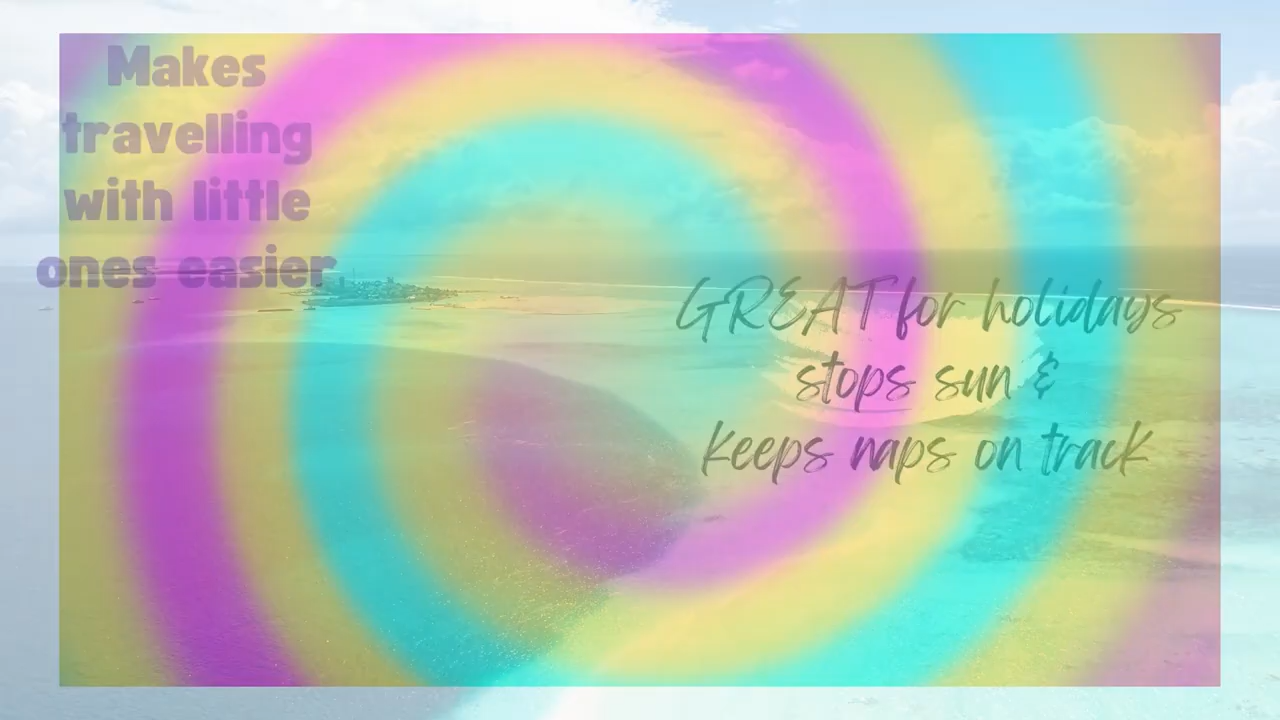 Makes
travelling
with little
ones easier
GREAT for holidays
stops sun &
keeps naps on track